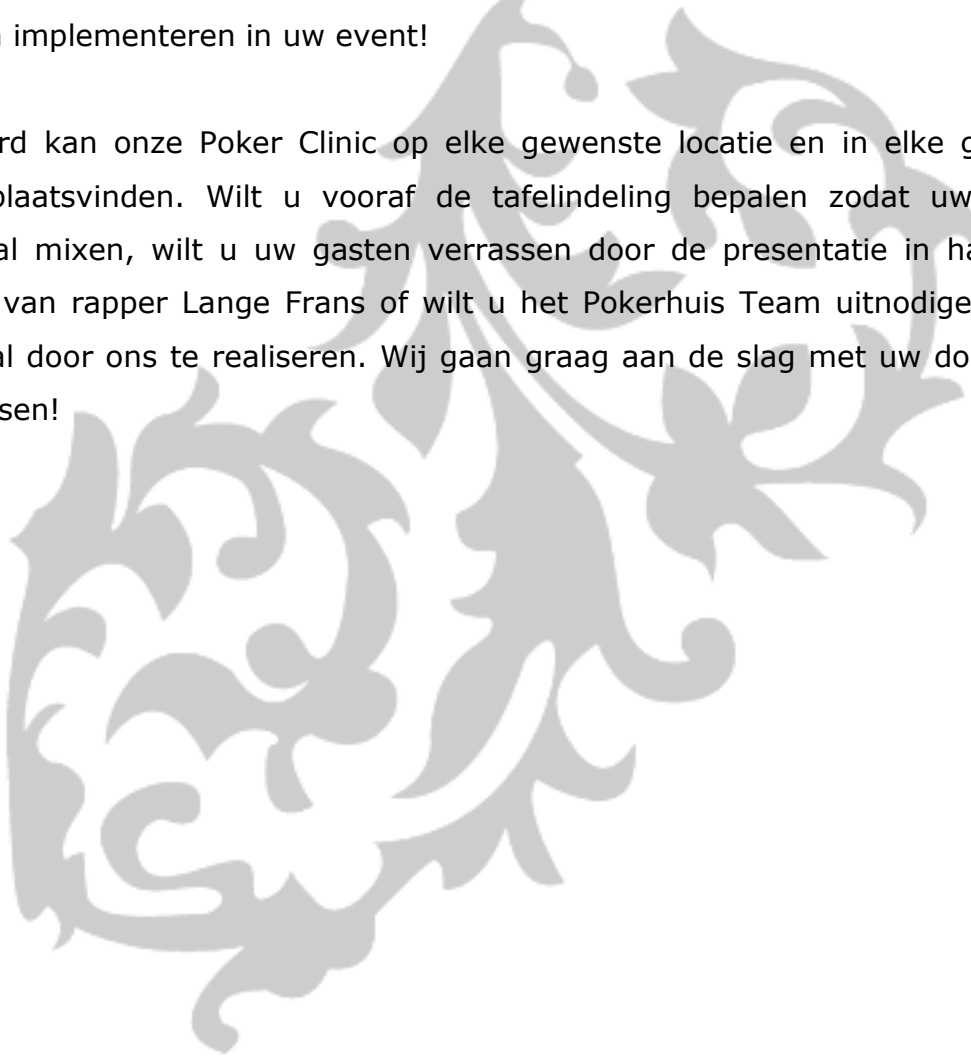 implementeren in uw event!
rd kan onze Poker Clinic op elke gewenste locatie en in elke g
plaatsvinden. Wilt u vooraf de tafelindeling bepalen zodat uw
al mixen, wilt u uw gasten verrassen door de presentatie in ha
van rapper Lange Frans of wilt u het Pokerhuis Team uitnodige
al door ons te realiseren. Wij gaan graag aan de slag met uw do
sen!